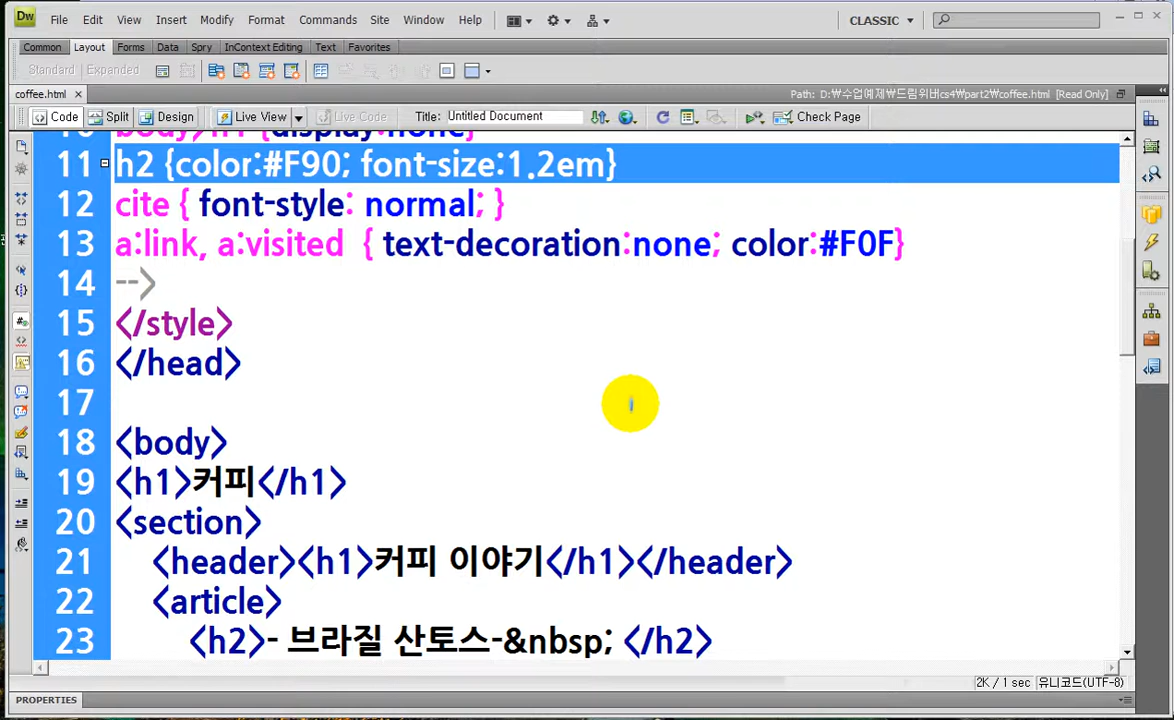 Dw File Edit View Insert Modify Format Commands Site Window Help CLASSIC
Common Layout Forms Data Spry InContext Editing Text Favorites
Standard Expanded
coffee.html Path: D:₩수업예제₩드림위버cs4₩part2₩coffee.html [Read Only]
Code Split Design Live View Live Code Title: Untitled Document Check Page
10 body>h1 {display:none}
11 h2 {color:#F90; font-size:1.2em}
12 cite { font-style: normal; }
13 a:link, a:visited { text-decoration:none; color:#F0F}
14 -->
15 </style>
16 </head>
17
18 <body>
19 <h1>커피</h1>
20 <section>
21 <header><h1>커피 이야기</h1></header>
22 <article>
23 <h2>- 브라질 산토스-&nbsp; </h2>
2K / 1 sec 유니코드(UTF-8)
PROPERTIES